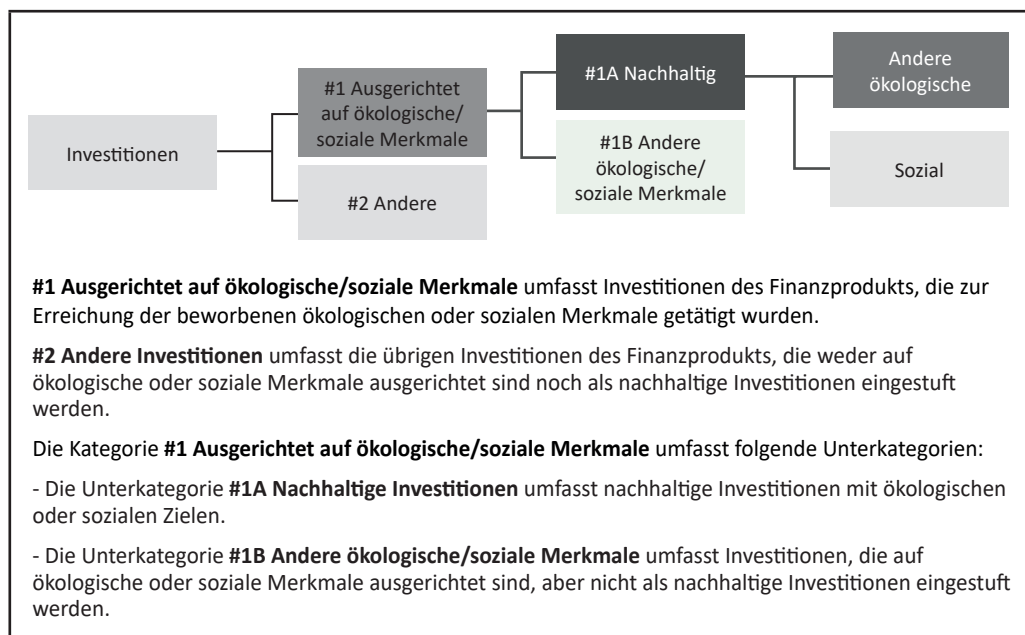 Investitionen
#1 Ausgerichtet
auf ökologische/
soziale Merkmale
#2 Andere
#1A Nachhaltig
#1B Andere
ökologische/
soziale Merkmale
Andere
ökologische
Sozial
#1 Ausgerichtet auf ökologische/soziale Merkmale umfasst Investitionen des Finanzprodukts, die zur
Erreichung der beworbenen ökologischen oder sozialen Merkmale getätigt wurden.
#2 Andere Investitionen umfasst die übrigen Investitionen des Finanzprodukts, die weder auf
ökologische oder soziale Merkmale ausgerichtet sind noch als nachhaltige Investitionen eingestuft
werden.
Die Kategorie #1 Ausgerichtet auf ökologische/soziale Merkmale umfasst folgende Unterkategorien:
- Die Unterkategorie #1A Nachhaltige Investitionen umfasst nachhaltige Investitionen mit ökologischen
oder sozialen Zielen.
- Die Unterkategorie #1B Andere ökologische/soziale Merkmale umfasst Investitionen, die auf
ökologische oder soziale Merkmale ausgerichtet sind, aber nicht als nachhaltige Investitionen eingestuft
werden.